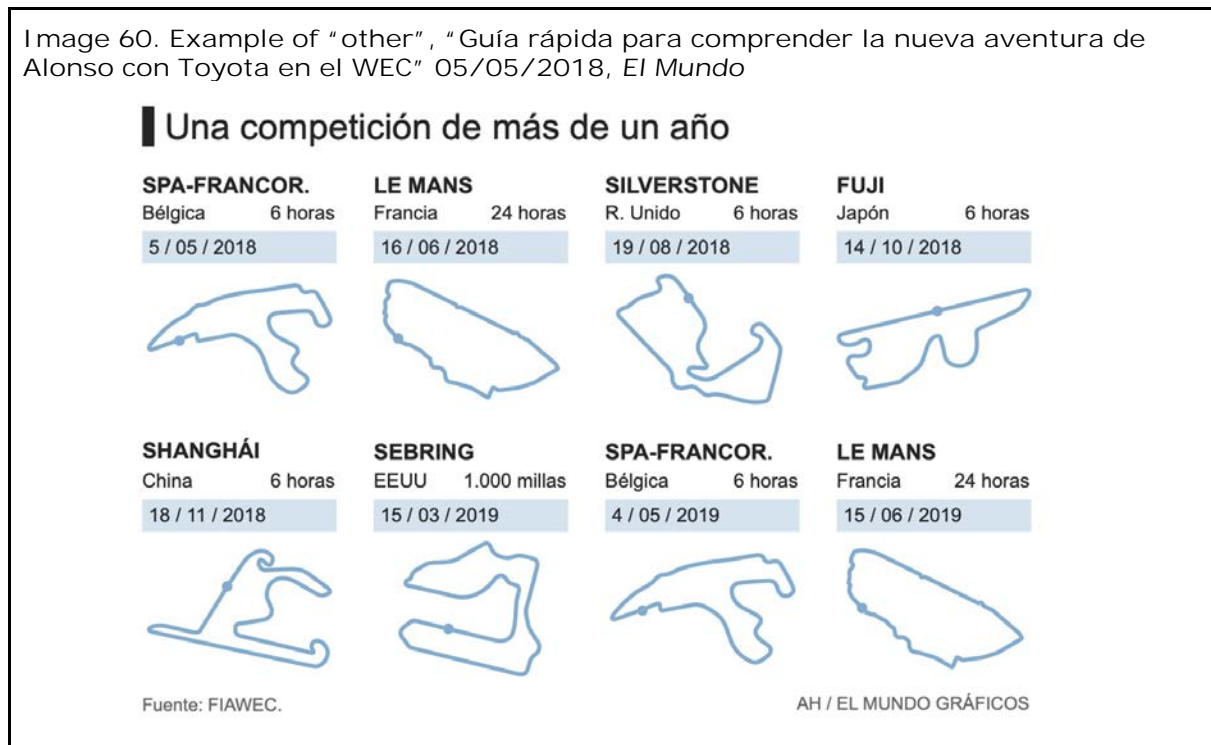 Image 60. Example of “other”, “Guía rápida para comprender la nueva aventura de
Alonso con Toyota en el WEC” 05/05/2018, El Mundo
Una competición de más de un año
SPA-FRANCOR.
Bélgica 6 horas
5 / 05 / 2018
LE MANS
Francia 24 horas
16 / 06 / 2018
SILVERSTONE
R. Unido 6 horas
19 / 08 / 2018
FUJI
Japón 6 horas
14 / 10 / 2018
SHANGHÁI
China 6 horas
18 / 11 / 2018
SEBRING
EEUU 1.000 millas
15 / 03 / 2019
SPA-FRANCOR.
Bélgica 6 horas
4 / 05 / 2019
LE MANS
Francia 24 horas
15 / 06 / 2019
Fuente: FIAWEC.
AH / EL MUNDO GRÁFICOS